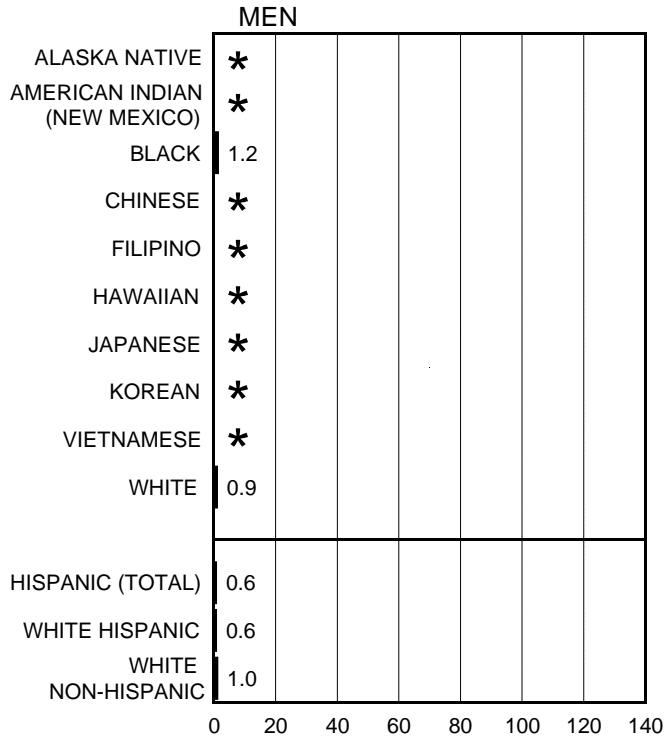 MEN
ALASKA NATIVE *
AMERICAN INDIAN
(NEW MEXICO) *
BLACK 1.2
CHINESE *
FILIPINO *
HAWAIIAN *
JAPANESE *
KOREAN *
VIETNAMESE *
WHITE 0.9
HISPANIC (TOTAL) 0.6
WHITE HISPANIC 0.6
WHITE
NON-HISPANIC 1.0
0 20 40 60 80 100 120 140